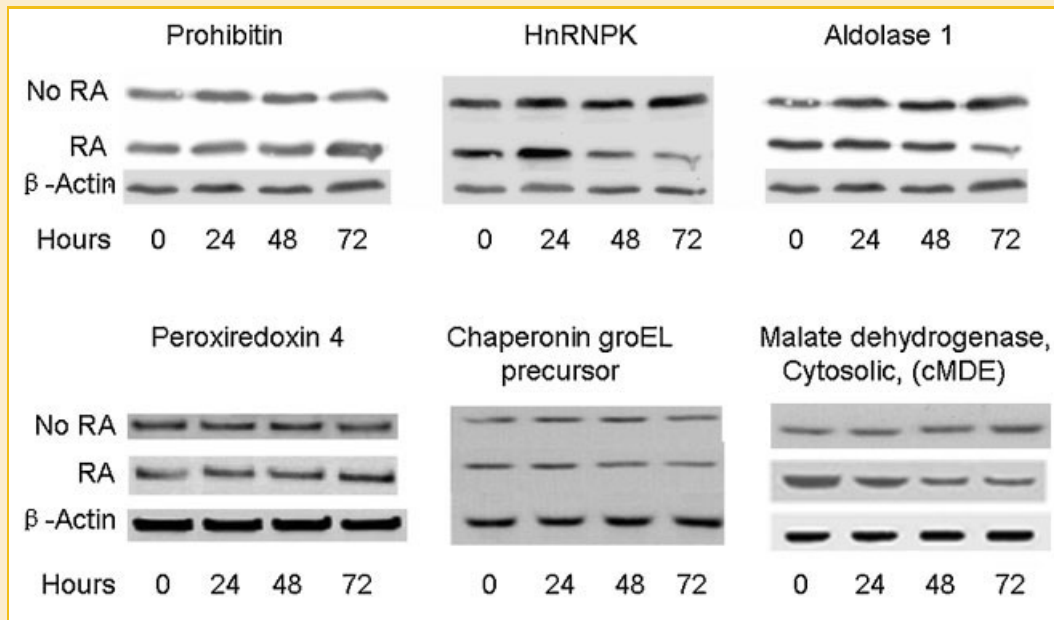 Prohibitin HnRNPK Aldolase 1
No RA
RA
β-Actin
Hours 0 24 48 72 0 24 48 72 0 24 48 72
Peroxiredoxin 4 Chaperonin groEL precursor Malate dehydrogenase, Cytosolic, (cMDE)
No RA
RA
β-Actin
Hours 0 24 48 72 0 24 48 72 0 24 48 72